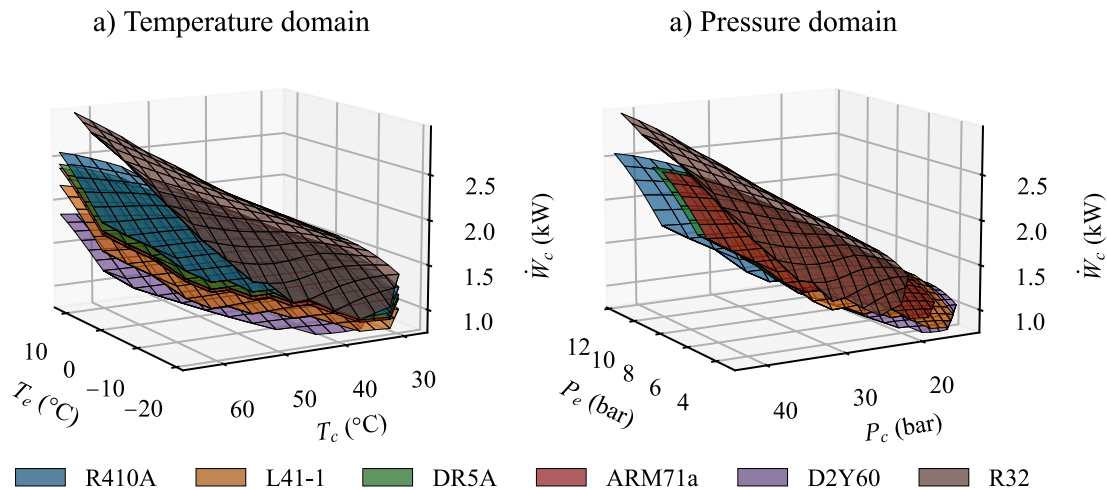 a) Temperature domain
a) Pressure domain
2.5
2.0
1.5
1.0
Ẇc (kW)
10
0
−10
−20
Te (°C)
60
50
40
30
Tc (°C)
2.5
2.0
1.5
1.0
Ẇc (kW)
12
10
8
6
4
Pe (bar)
40
30
20
Pc (bar)
R410A L41-1 DR5A ARM71a D2Y60 R32